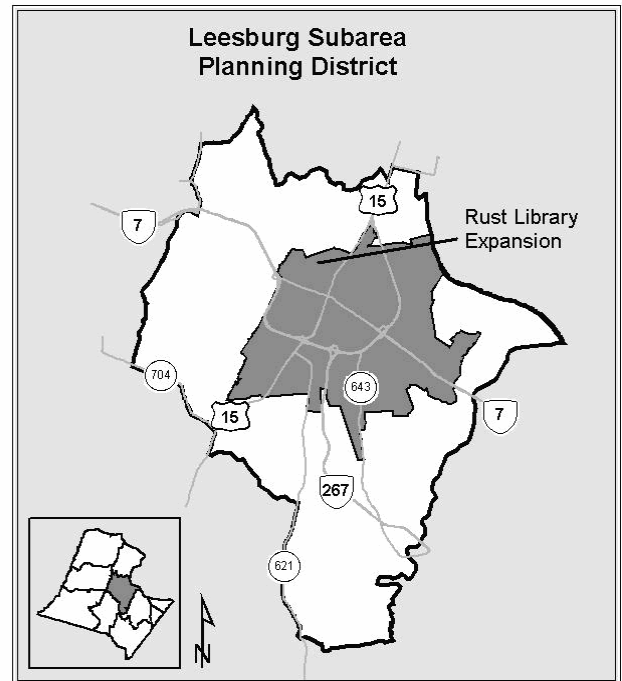 Leesburg Subarea
Planning District
15
7
Rust Library
Expansion
704
643
15
7
267
621
N